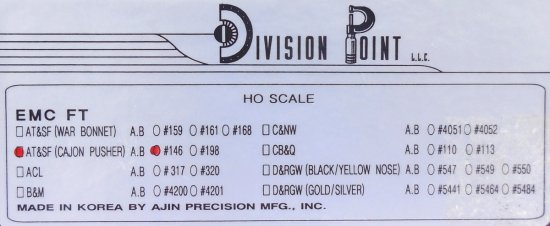 DIVISION POINT L.L.C.
HO SCALE
EMC FT
AT&SF (WAR BONNET) A.B #159 #161 #168 C&NW A.B #4051 #4052
AT&SF (CAJON PUSHER) A.B #146 #198 CB&Q A.B #110 #113
ACL A.B #317 #320 D&RGW (BLACK/YELLOW NOSE) A.B #547 #549 #550
B&M A.B #4200 #4201 D&RGW (GOLD/SILVER) A.B #5441 #5464 #5484
MADE IN KOREA BY AJIN PRECISION MFG., INC.